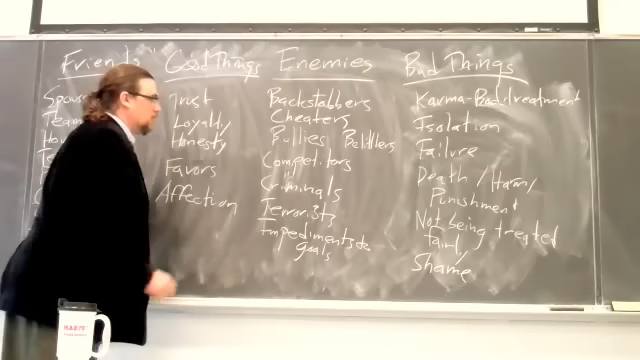 Friends
Good Things
Enemies
Bad Things
Trust
Loyalty
Honesty
Favors
Affection
Backstabbers
Cheaters
Bullies Belittlers
Competitors
Criminals
Terrorists
Impediments to
goals
Karma-Bad treatment
Isolation
Failure
Death/Harm/
Punishment
Not being treated
fairly
Shame